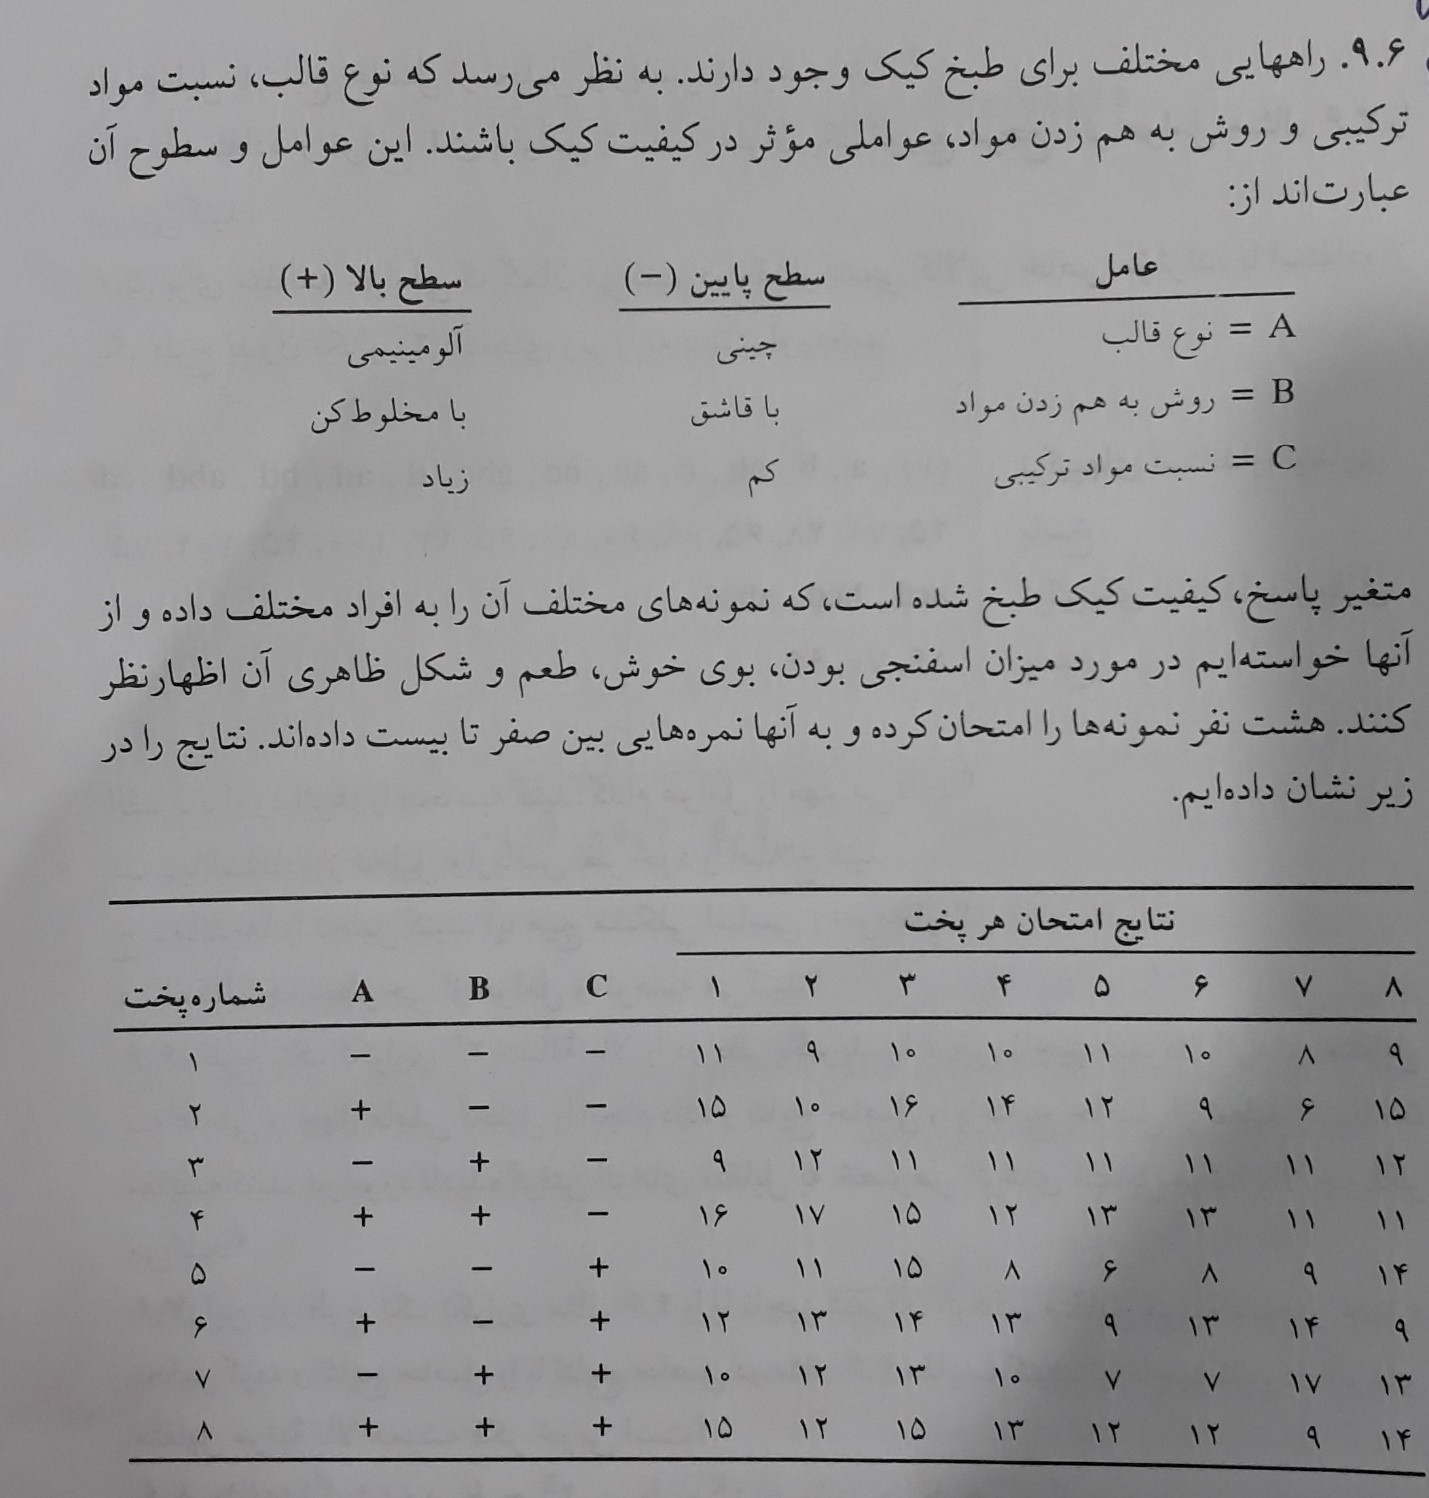 ۹.۶. راههایی مختلف برای طبخ کیک وجود دارند. به نظر می‌رسد که نوع قالب، نسبت مواد
ترکیبی و روش به هم زدن مواد، عواملی مؤثر در کیفیت کیک باشند. این عوامل و سطوح آن
عبارت‌اند از:
عامل سطح پایین (−) سطح بالا (+)
A = نوع قالب چینی آلومینیمی
B = روش به هم زدن مواد با قاشق با مخلوط‌کن
C = نسبت مواد ترکیبی کم زیاد
متغیر پاسخ، کیفیت کیک طبخ شده است، که نمونه‌های مختلف آن را به افراد مختلف داده و از
آنها خواسته‌ایم در مورد میزان اسفنجی بودن، بوی خوش، طعم و شکل ظاهری آن اظهارنظر
کنند. هشت نفر نمونه‌ها را امتحان کرده و به آنها نمره‌هایی بین صفر تا بیست داده‌اند. نتایج را در
زیر نشان داده‌ایم.
نتایج امتحان هر پخت
شماره پخت A B C ۱ ۲ ۳ ۴ ۵ ۶ ۷ ۸
۱ − − − ۱۱ ۹ ۱۰ ۱۰ ۱۱ ۱۰ ۸ ۹
۲ + − − ۱۵ ۱۰ ۱۶ ۱۴ ۱۲ ۹ ۶ ۱۵
۳ − + − ۹ ۱۲ ۱۱ ۱۱ ۱۱ ۱۱ ۱۱ ۱۲
۴ + + − ۱۶ ۱۷ ۱۵ ۱۲ ۱۳ ۱۳ ۱۱ ۱۱
۵ − − + ۱۰ ۱۱ ۱۵ ۸ ۶ ۸ ۹ ۱۴
۶ + − + ۱۲ ۱۳ ۱۴ ۱۳ ۹ ۱۳ ۱۴ ۹
۷ − + + ۱۰ ۱۲ ۱۳ ۱۰ ۷ ۷ ۱۷ ۱۳
۸ + + + ۱۵ ۱۲ ۱۵ ۱۳ ۱۲ ۱۲ ۹ ۱۴